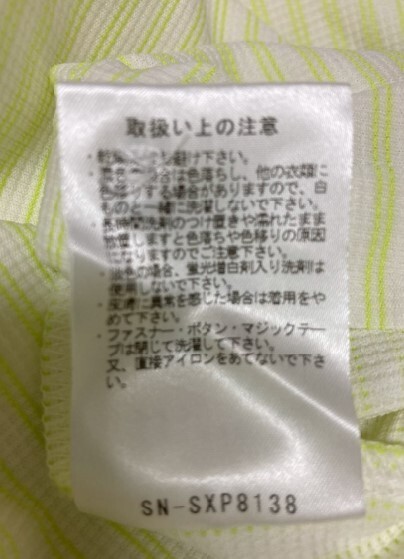 取扱い上の注意
・乾燥 は避け下さい。
・濃色の場合は色落ちし、他の衣類に
色移りする場合がありますので、白
ものと一緒に洗濯しないで下さい。
・長時間洗剤のつけ置きや濡れたまま
放置しますと色落ちや色移りの原因
になりますのでご注意下さい。
・淡色の場合、蛍光増白剤入り洗剤は
使用しないで下さい。
・皮膚に異常を感じた場合は着用をや
めて下さい。
・ファスナー・ボタン・マジックテー
プは閉じて洗濯して下さい。
又、直接アイロンをあてないで下さ
い。
SN-SXP8138